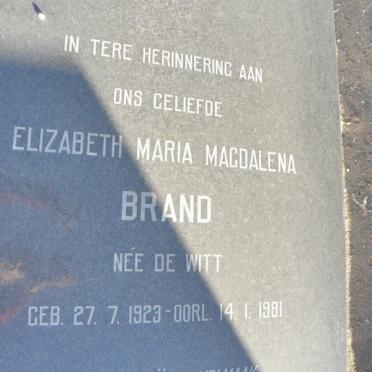 IN TERE HERINNERING AAN
ONS GELIEFDE
ELIZABETH MARIA MAGDALENA
BRAND
NÉE DE WITT
GEB. 27. 7. 1923 - OORL. 14. 1. 1981